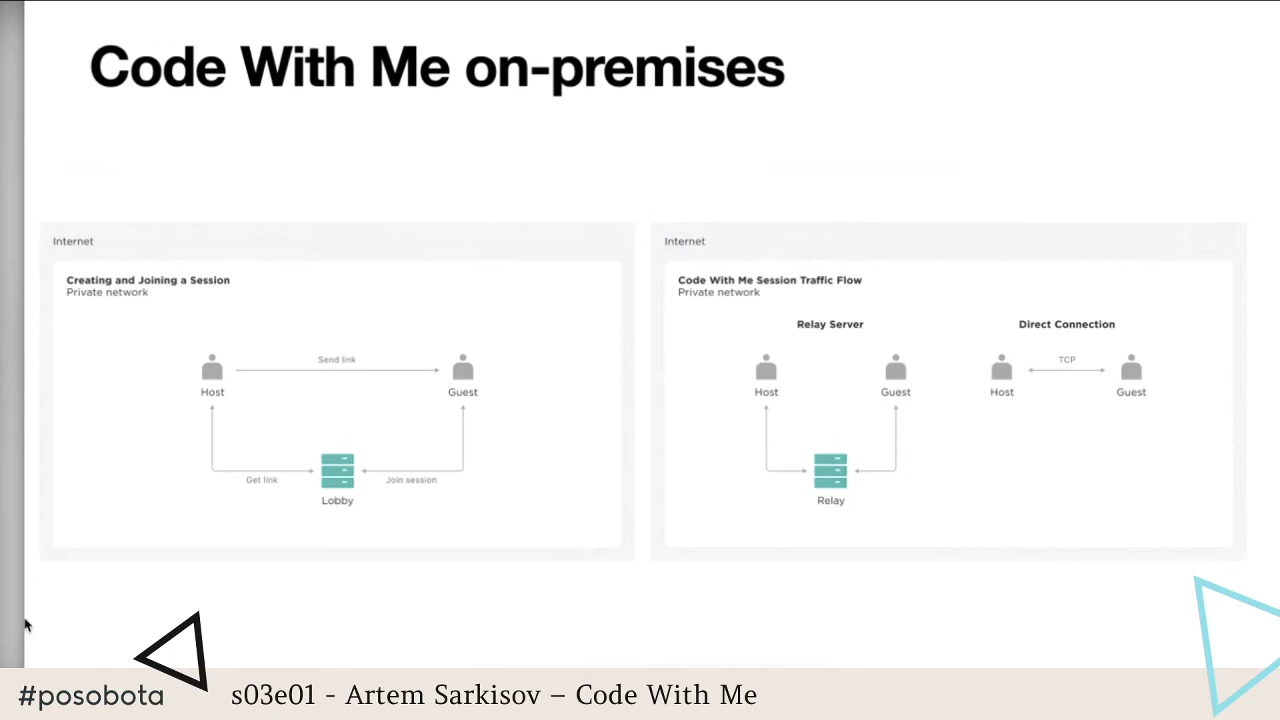 Code With Me on-premises
Internet
Creating and Joining a Session
Private network
Send link
Host
Guest
Get link
Join session
Lobby
Internet
Code With Me Session Traffic Flow
Private network
Relay Server
Direct Connection
TCP
Host
Guest
Host
Guest
Relay
#posobota
s03e01 - Artem Sarkisov – Code With Me